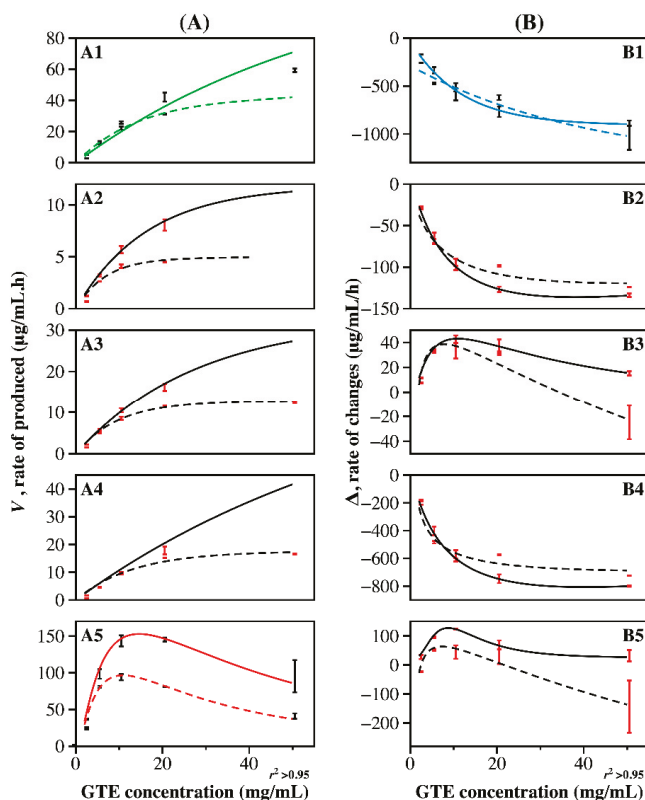 (A)
(B)
V, rate of produced (µg/mL.h)
Δ, rate of changes (µg/mL/h)
A1
80
60
40
20
0
B1
0
−500
−1000
A2
10
5
0
B2
0
−50
−100
−150
A3
30
20
10
0
B3
40
20
0
−20
−40
A4
40
30
20
10
0
B4
0
−200
−400
−600
−800
A5
150
100
50
0
B5
100
0
−100
−200
0 20 40 60
r² >0.95
GTE concentration (mg/mL)
0 20 40 60
r² >0.95
GTE concentration (mg/mL)